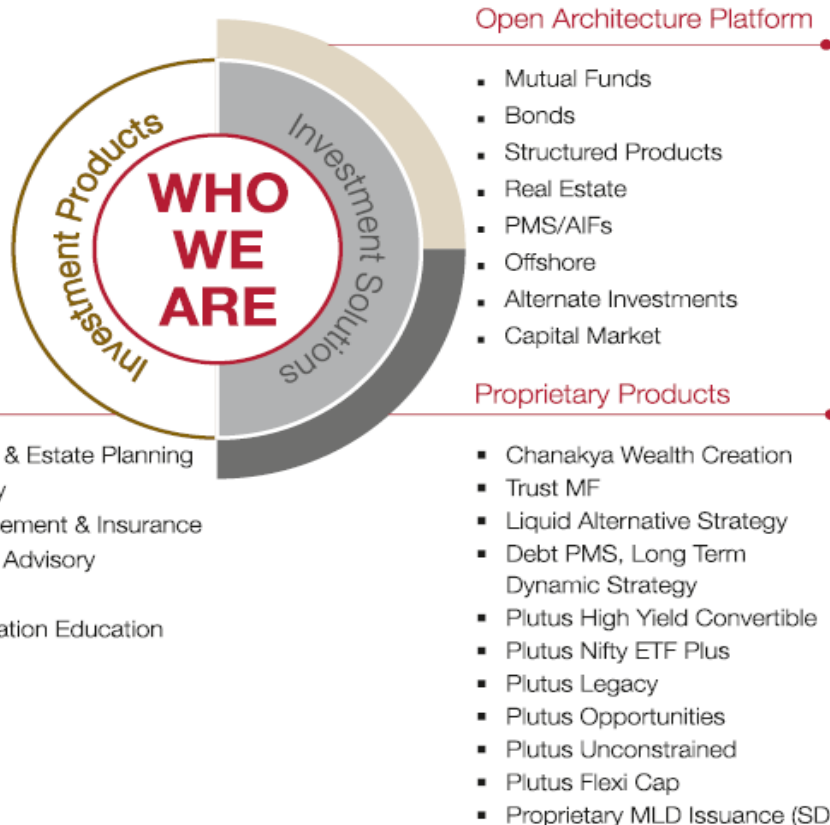 Open Architecture Platform
Mutual Funds
Bonds
Structured Products
Real Estate
PMS/AIFs
Offshore
Alternate Investments
Capital Market
Investment Products
Investment Solutions
WHO
WE
ARE
Proprietary Products
Chanakya Wealth Creation
Trust MF
Liquid Alternative Strategy
Debt PMS, Long Term
Dynamic Strategy
Plutus High Yield Convertible
Plutus Nifty ETF Plus
Plutus Legacy
Plutus Opportunities
Plutus Unconstrained
Plutus Flexi Cap
Proprietary MLD Issuance (SD
& Estate Planning
ement & Insurance
Advisory
ation Education